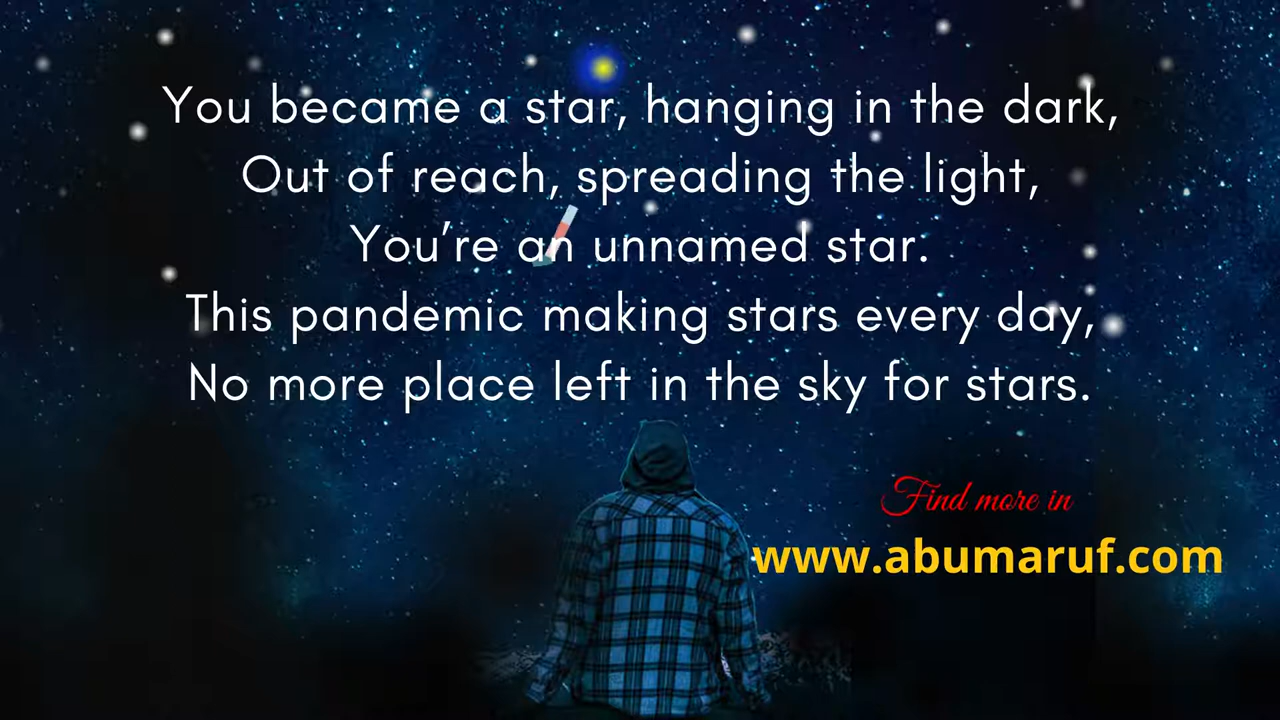 You became a star, hanging in the dark,
Out of reach, spreading the light,
You’re an unnamed star.
This pandemic making stars every day,
No more place left in the sky for stars.
Find more in
www.abumaruf.com